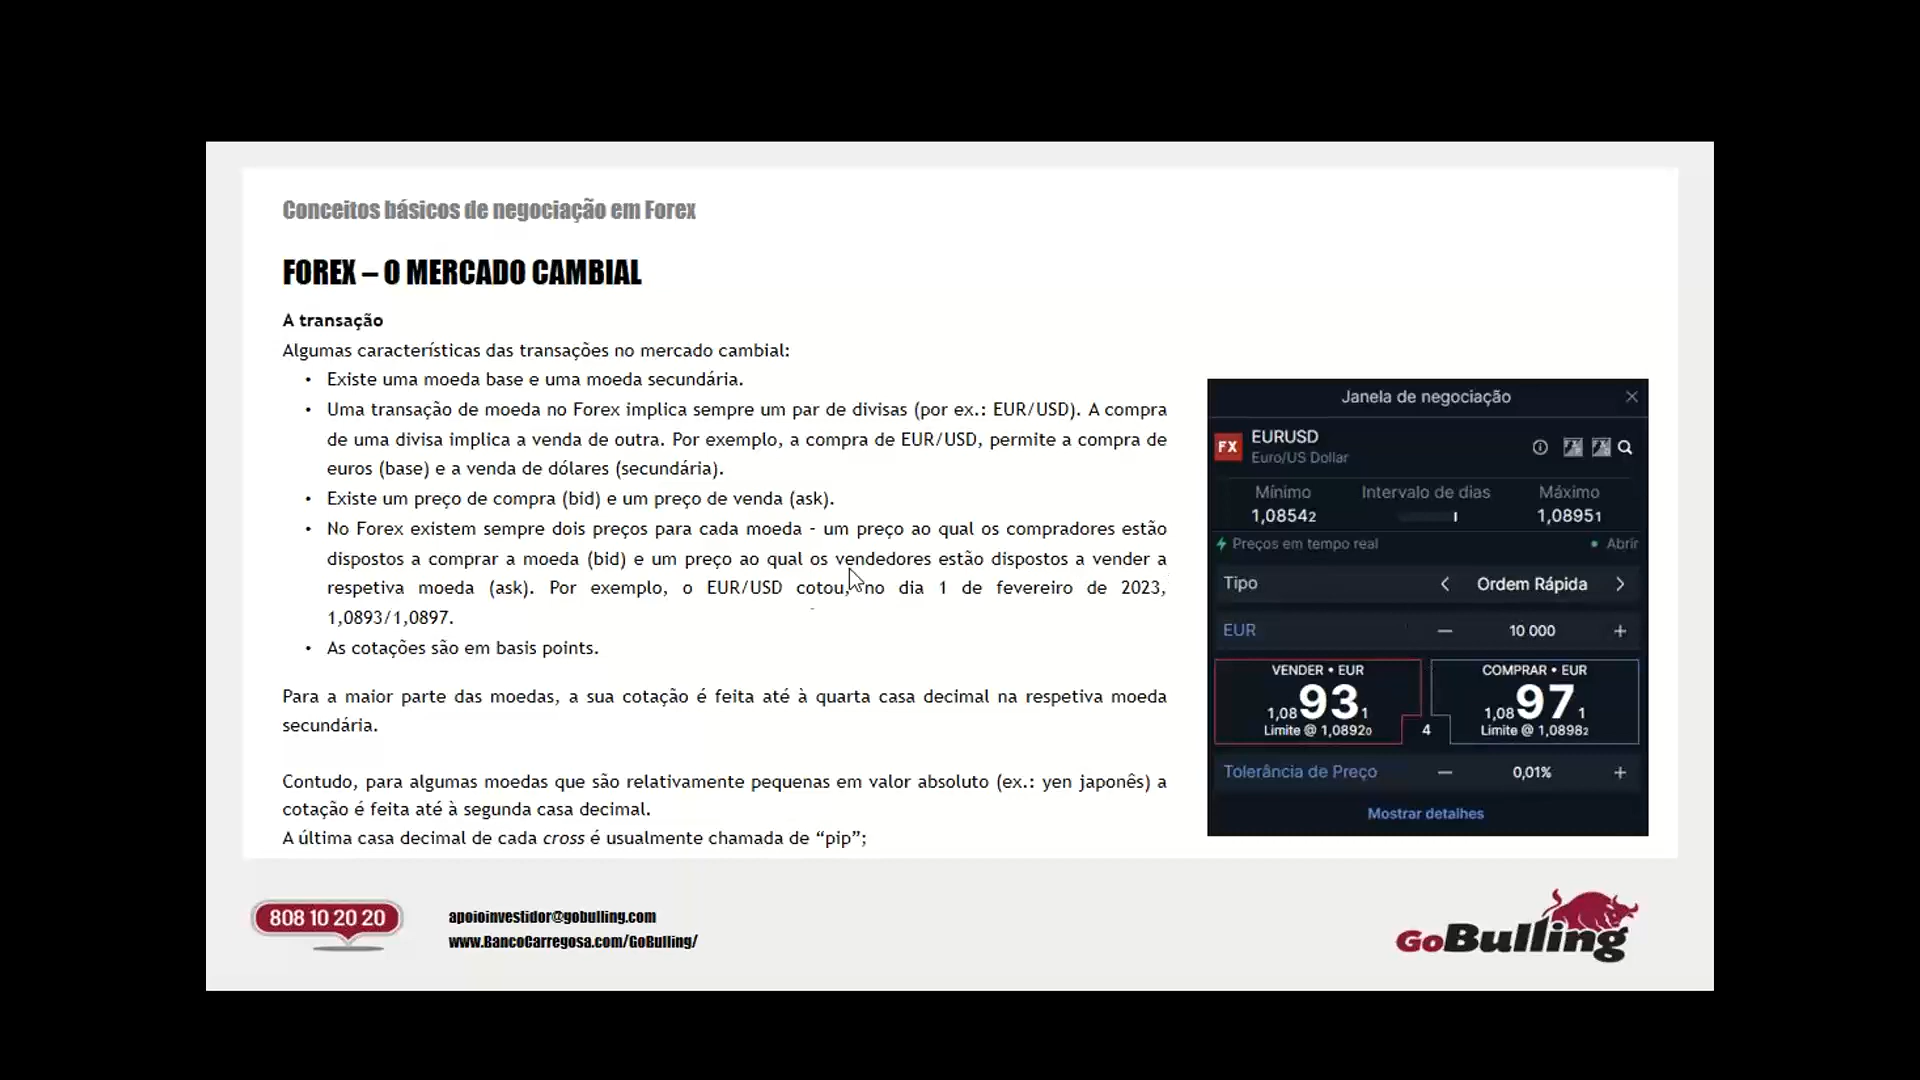 Conceitos básicos de negociação em Forex
FOREX – O MERCADO CAMBIAL
A transação
Algumas características das transações no mercado cambial:
• Existe uma moeda base e uma moeda secundária.
• Uma transação de moeda no Forex implica sempre um par de divisas (por ex.: EUR/USD). A compra
de uma divisa implica a venda de outra. Por exemplo, a compra de EUR/USD, permite a compra de
euros (base) e a venda de dólares (secundária).
• Existe um preço de compra (bid) e um preço de venda (ask).
• No Forex existem sempre dois preços para cada moeda - um preço ao qual os compradores estão
dispostos a comprar a moeda (bid) e um preço ao qual os vendedores estão dispostos a vender a
respetiva moeda (ask). Por exemplo, o EUR/USD cotou, no dia 1 de fevereiro de 2023,
1,0893/1,0897.
• As cotações são em basis points.
Para a maior parte das moedas, a sua cotação é feita até à quarta casa decimal na respetiva moeda
secundária.
Contudo, para algumas moedas que são relativamente pequenas em valor absoluto (ex.: yen japonês) a
cotação é feita até à segunda casa decimal.
A última casa decimal de cada cross é usualmente chamada de “pip”;
Janela de negociação
FX EURUSD
Euro/US Dollar
Mínimo Intervalo de dias Máximo
1,08542 1,08951
Preços em tempo real • Abrir
Tipo < Ordem Rápida >
EUR — 10 000 +
VENDER • EUR COMPRAR • EUR
1,08 93 1 1,08 97 1
Limite @ 1,08920 4 Limite @ 1,08982
Tolerância de Preço — 0,01% +
Mostrar detalhes
808 10 20 20
apoioinvestidor@gobulling.com
www.BancoCarregosa.com/GoBulling/
GoBulling